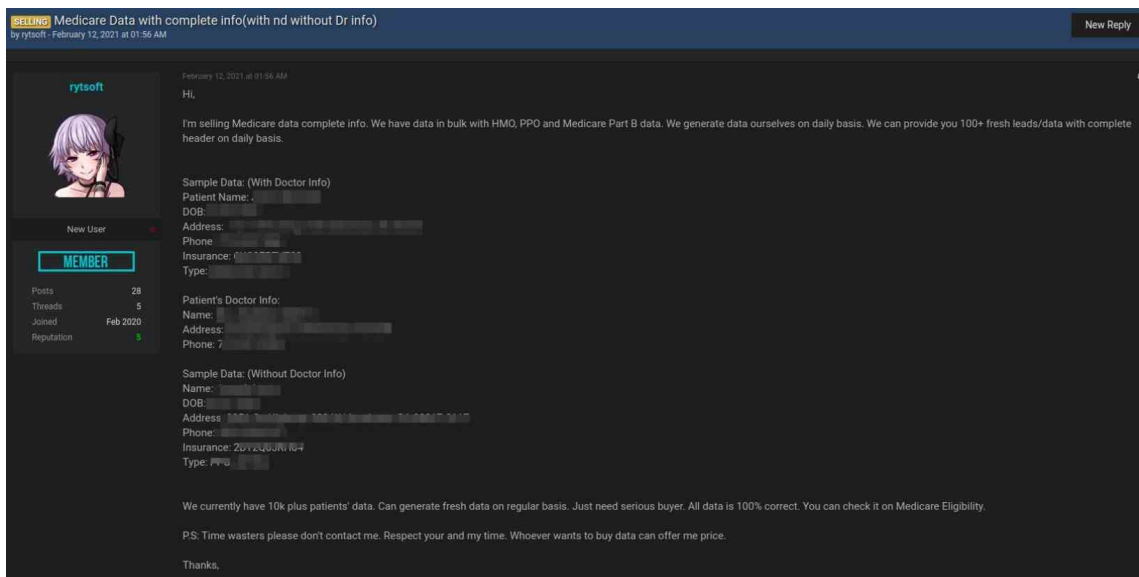 SELLING Medicare Data with complete info(with nd without Dr info)
by rytsoft - February 12, 2021 at 01:56 AM
New Reply
rytsoft
New User
MEMBER
Posts 28
Threads 5
Joined Feb 2020
Reputation 3
February 12, 2021 at 01:56 AM
Hi,
I'm selling Medicare data complete info. We have data in bulk with HMO, PPO and Medicare Part B data. We generate data ourselves on daily basis. We can provide you 100+ fresh leads/data with complete
header on daily basis.
Sample Data: (With Doctor Info)
Patient Name:
DOB:
Address:
Phone
Insurance:
Type:
Patient's Doctor Info:
Name:
Address:
Phone: 7
Sample Data: (Without Doctor Info)
Name:
DOB:
Address
Phone:
Insurance:
Type:
We currently have 10k plus patients' data. Can generate fresh data on regular basis. Just need serious buyer. All data is 100% correct. You can check it on Medicare Eligibility.
P.S: Time wasters please don't contact me. Respect your and my time. Whoever wants to buy data can offer me price.
Thanks,